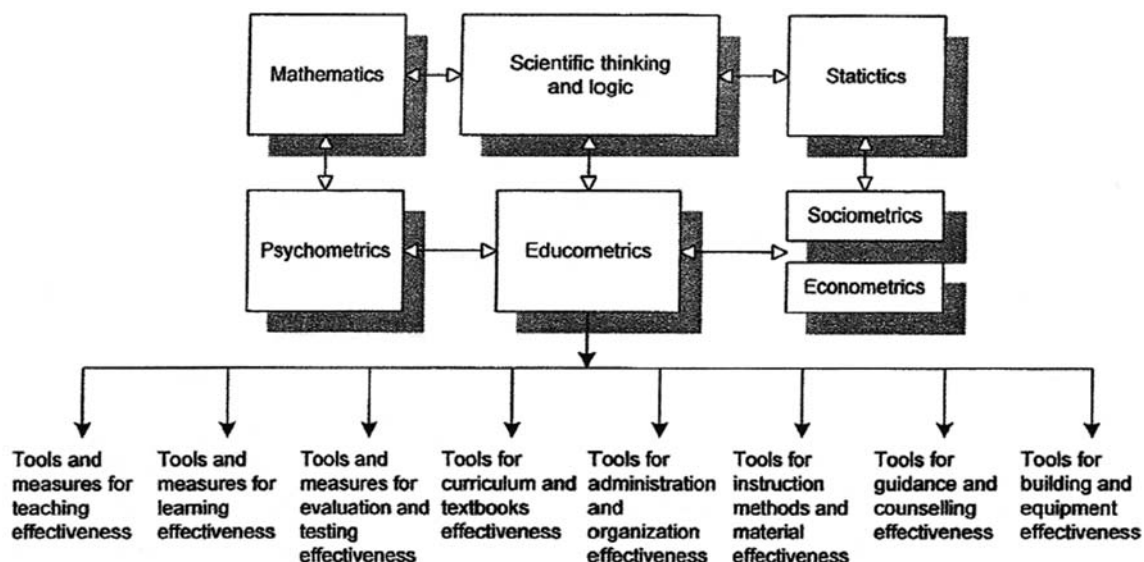 Mathematics
Scientific thinking
and logic
Statictics
Psychometrics
Educometrics
Sociometrics
Econometrics
Tools and
measures for
teaching
effectiveness
Tools and
measures for
learning
effectiveness
Tools and
measures for
evaluation and
testing
effectiveness
Tools for
curriculum and
textbooks
effectiveness
Tools for
administration
and
organization
effectiveness
Tools for
instruction
methods and
material
effectiveness
Tools for
guidance and
counselling
effectiveness
Tools for
building and
equipment
effectiveness